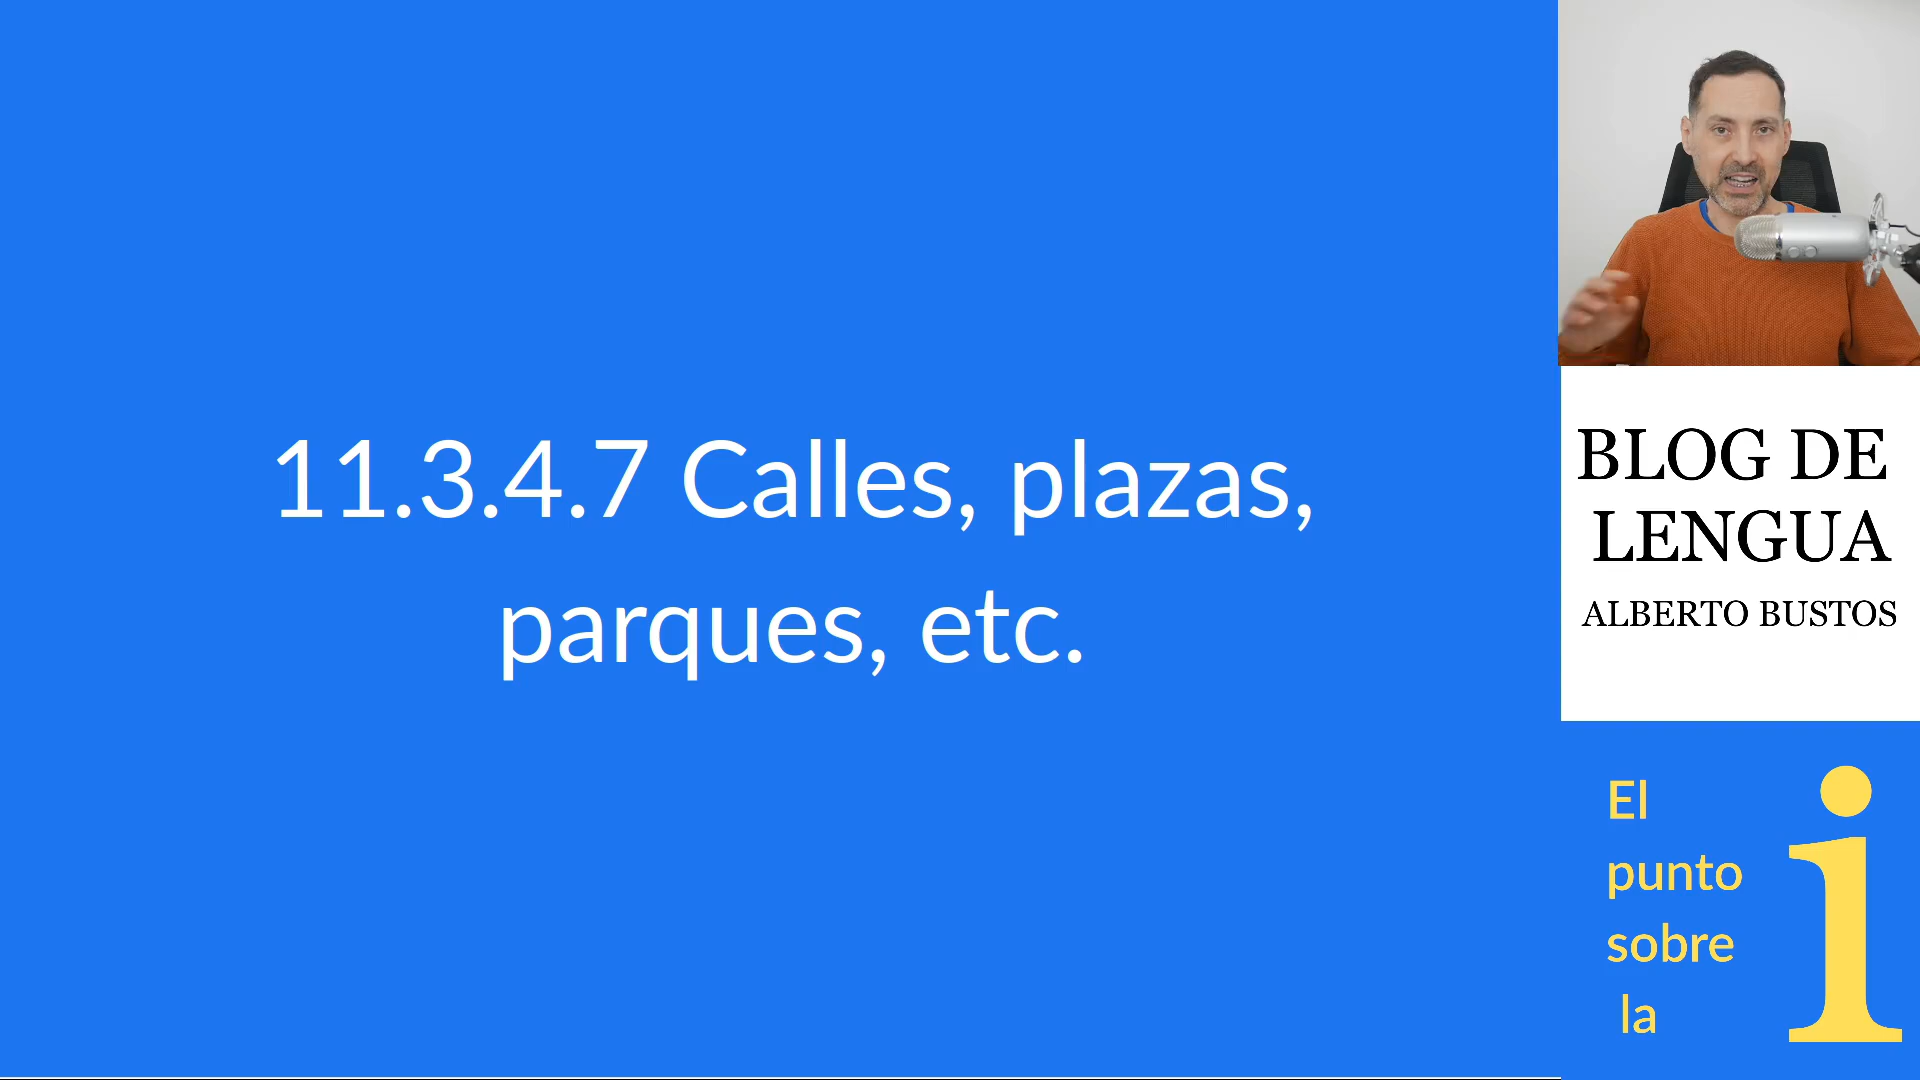 11.3.4.7 Calles, plazas,
parques, etc.
BLOG DE
LENGUA
ALBERTO BUSTOS
El
punto
sobre
la
i